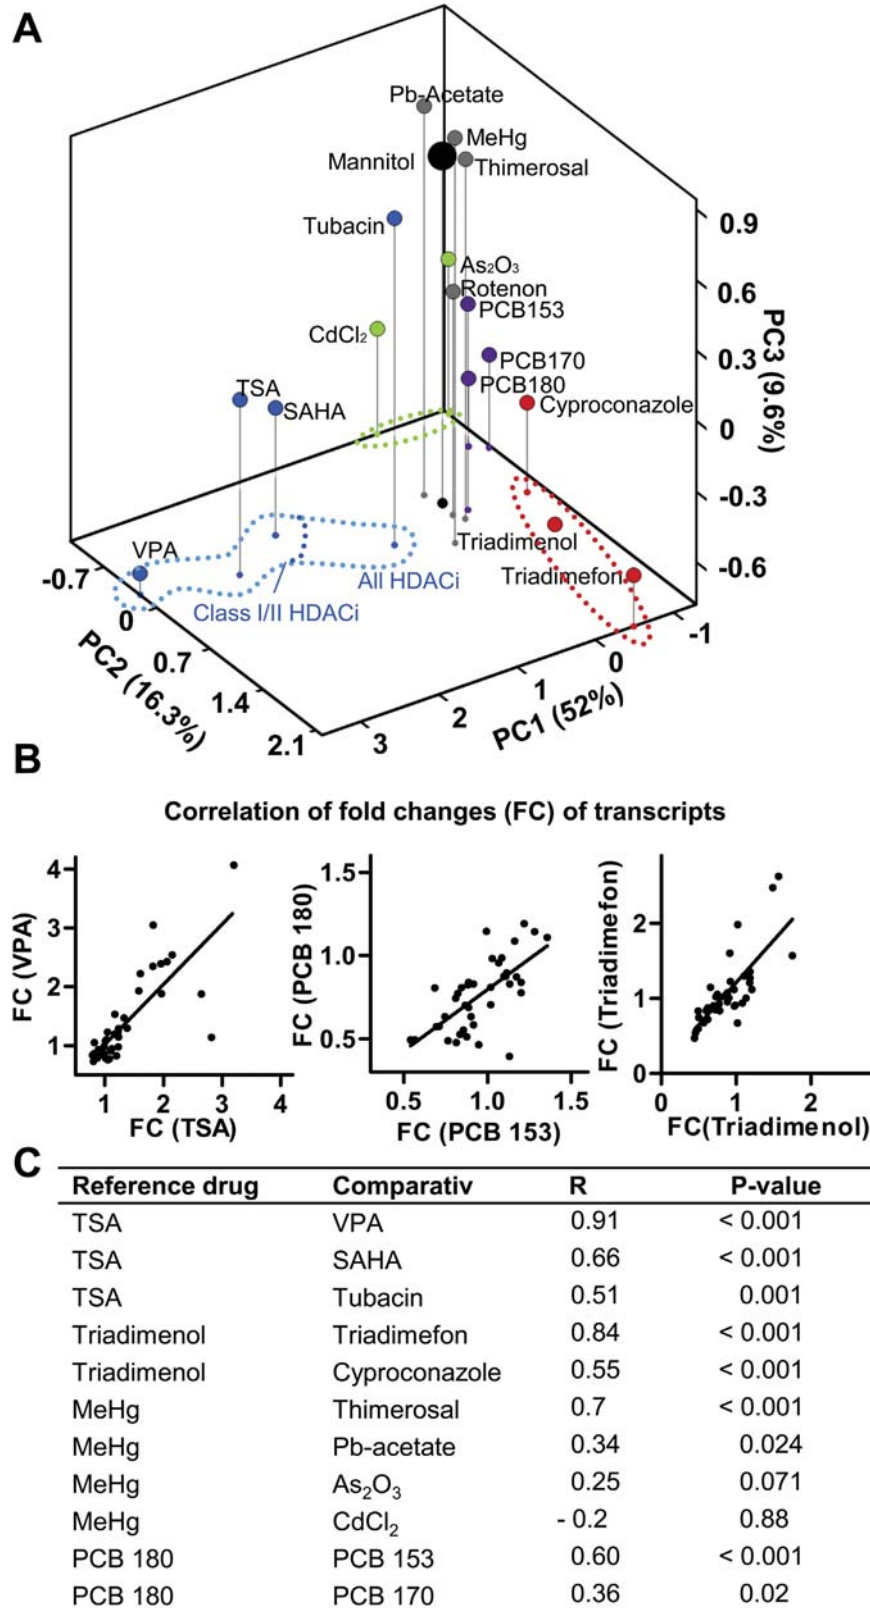 A
Pb-Acetate
MeHg
Mannitol
Thimerosal
Tubacin
As₂O₃
Rotenon
PCB153
CdCl₂
PCB170
PCB180
TSA
SAHA
Cyproconazole
VPA
Triadimenol
Triadimefon
All HDACi
Class I/II HDACi
0.9
0.6
0.3
0
-0.3
-0.6
PC3 (9.6%)
-0.7
0
0.7
1.4
2.1
PC2 (16.3%)
3
2
1
0
-1
PC1 (52%)
B
Correlation of fold changes (FC) of transcripts
FC (VPA)
4
3
2
1
1 2 3 4
FC (TSA)
FC (PCB 180)
1.5
1.0
0.5
0.5 1.0 1.5
FC (PCB 153)
FC (Triadimefon)
2
1
0
0 1 2
FC(Triadimenol)
C
Reference drug Comparativ R P-value
TSA VPA 0.91 < 0.001
TSA SAHA 0.66 < 0.001
TSA Tubacin 0.51 0.001
Triadimenol Triadimefon 0.84 < 0.001
Triadimenol Cyproconazole 0.55 < 0.001
MeHg Thimerosal 0.7 < 0.001
MeHg Pb-acetate 0.34 0.024
MeHg As₂O₃ 0.25 0.071
MeHg CdCl₂ - 0.2 0.88
PCB 180 PCB 153 0.60 < 0.001
PCB 180 PCB 170 0.36 0.02